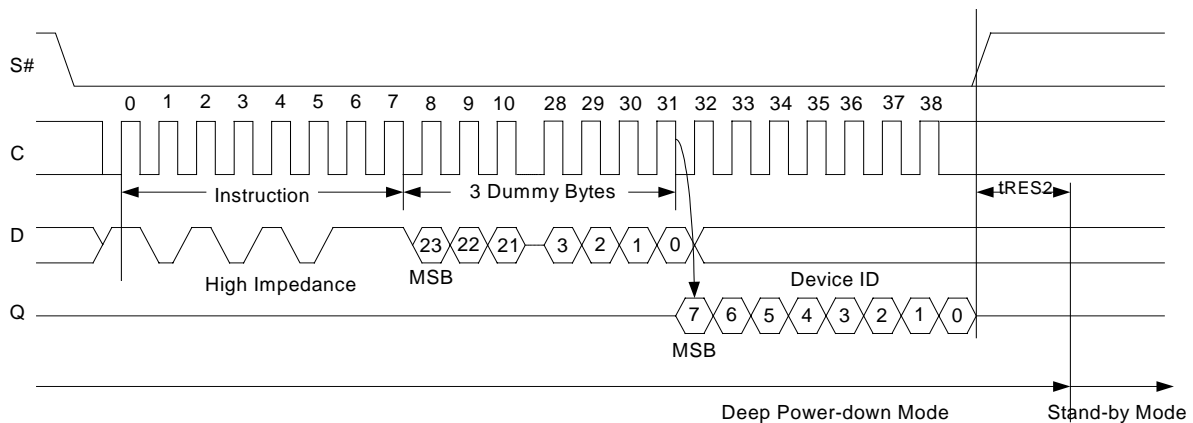 S#
0 1 2 3 4 5 6 7 8 9 10 28 29 30 31 32 33 34 35 36 37 38
C
Instruction 3 Dummy Bytes tRES2
D
23 22 21 3 2 1 0
High Impedance MSB Device ID
Q
7 6 5 4 3 2 1 0
MSB
Deep Power-down Mode Stand-by Mode